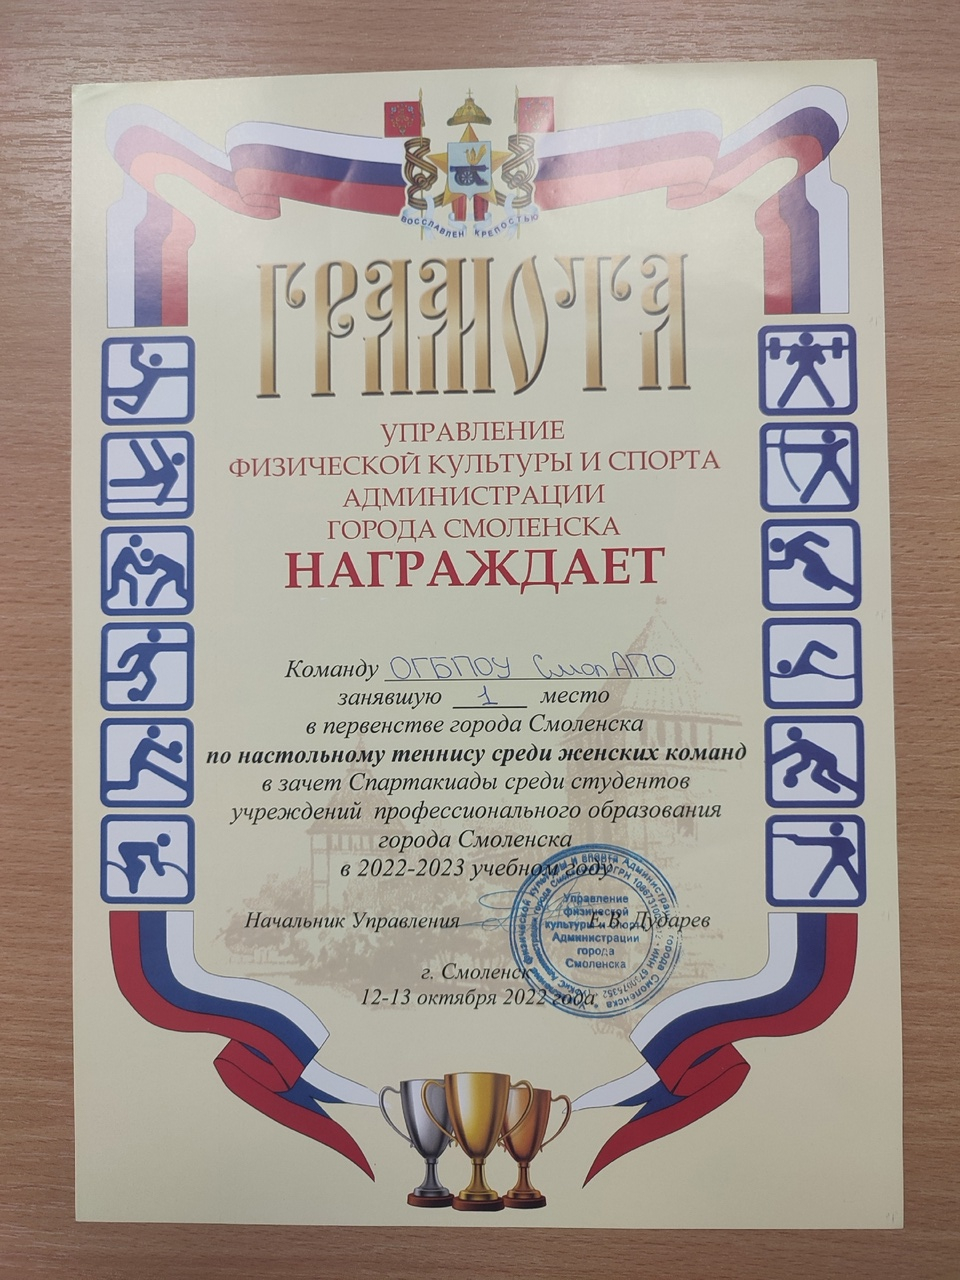 ВОССЛАВЛЕН КРЕПОСТЬЮ
ГРАМОТА
УПРАВЛЕНИЕ
ФИЗИЧЕСКОЙ КУЛЬТУРЫ И СПОРТА
АДМИНИСТРАЦИИ
ГОРОДА СМОЛЕНСКА
НАГРАЖДАЕТ
Команду ОГБПОУ СмолАПО
занявшую 1 место
в первенстве города Смоленска
по настольному теннису среди женских команд
в зачет Спартакиады среди студентов
учреждений профессионального образования
города Смоленска
в 2022-2023 учебном году
Начальник Управления Е.В. Дударев
Управление
физической
культуры и спорта
Администрации
города
Смоленска
г. Смоленск
12-13 октября 2022 года